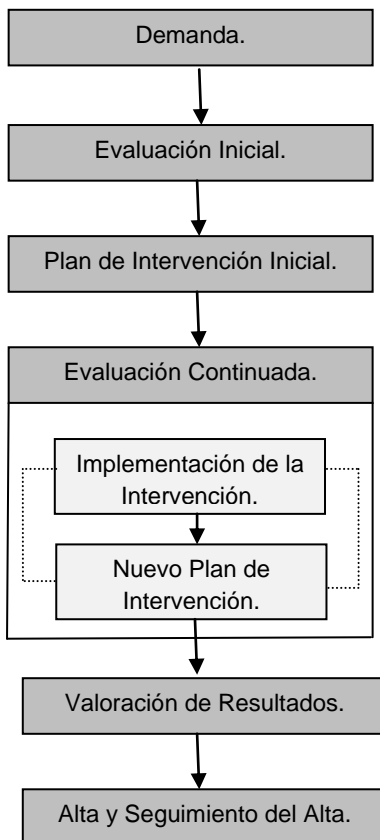 Demanda.
Evaluación Inicial.
Plan de Intervención Inicial.
Evaluación Continuada.
Implementación de la
Intervención.
Nuevo Plan de
Intervención.
Valoración de Resultados.
Alta y Seguimiento del Alta.